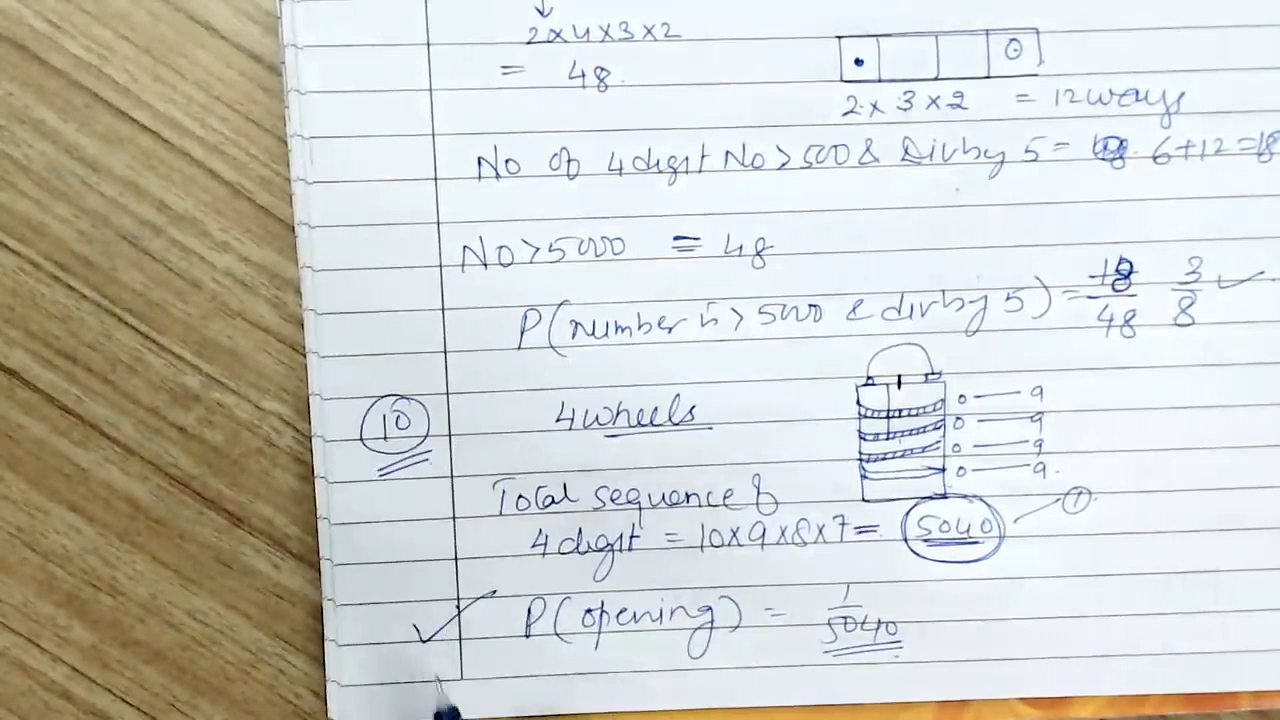 2×4×3×2
= 48.
2×3×2 = 12 ways
No of 4 digit No > 5000 & Div by 5 = 6+12=18
No > 5000 = 48
P(number is > 5000 & div by 5) = 18/48 3/8
10
4 wheels
0 — 9
0 — 9
0 — 9
0 — 9.
Total sequence of
4 digit = 10×9×8×7 = 5040 1
P(opening) = 1/5040